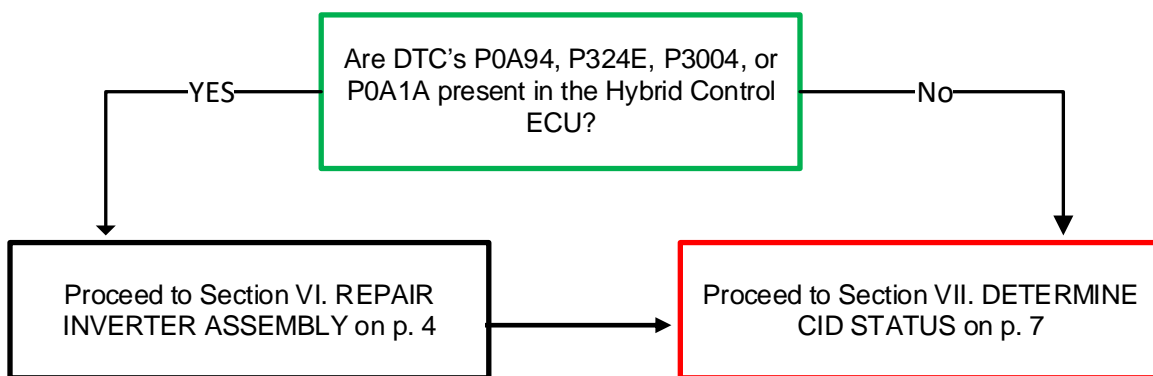 Are DTC's P0A94, P324E, P3004, or
P0A1A present in the Hybrid Control
ECU?
YES
No
Proceed to Section VI. REPAIR
INVERTER ASSEMBLY on p. 4
Proceed to Section VII. DETERMINE
CID STATUS on p. 7